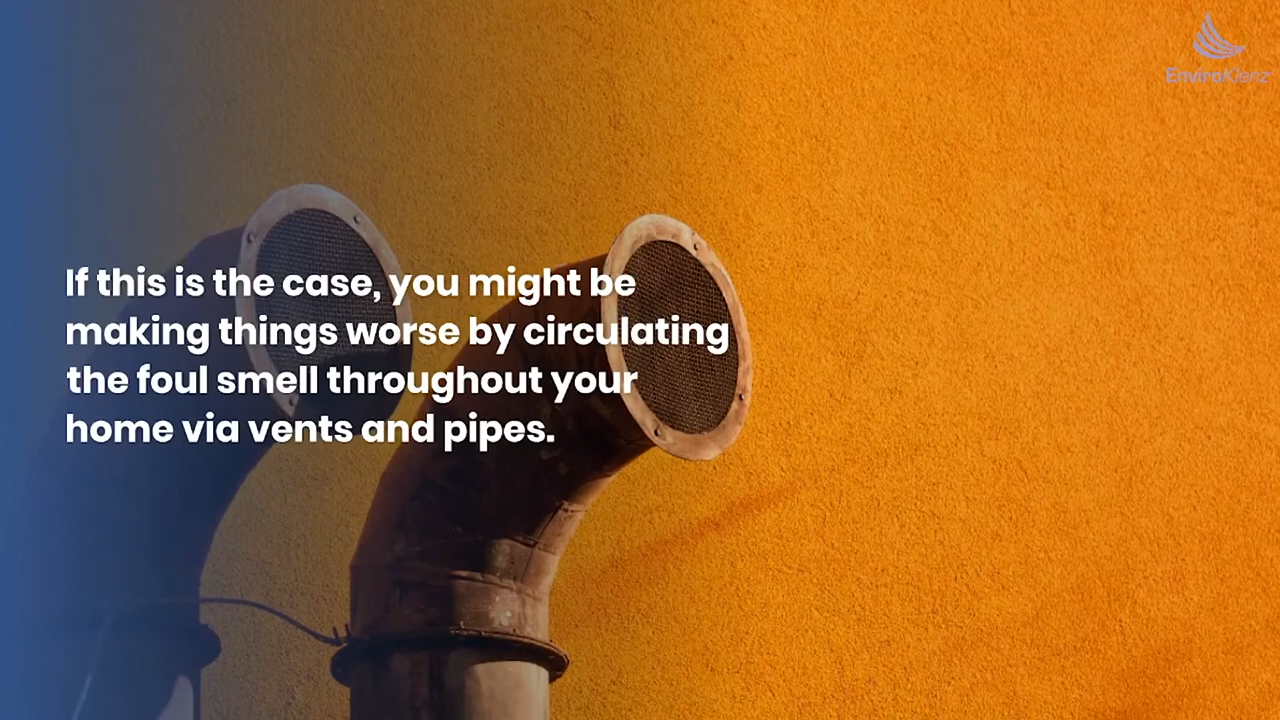 EnviroKlenz
If this is the case, you might be
making things worse by circulating
the foul smell throughout your
home via vents and pipes.